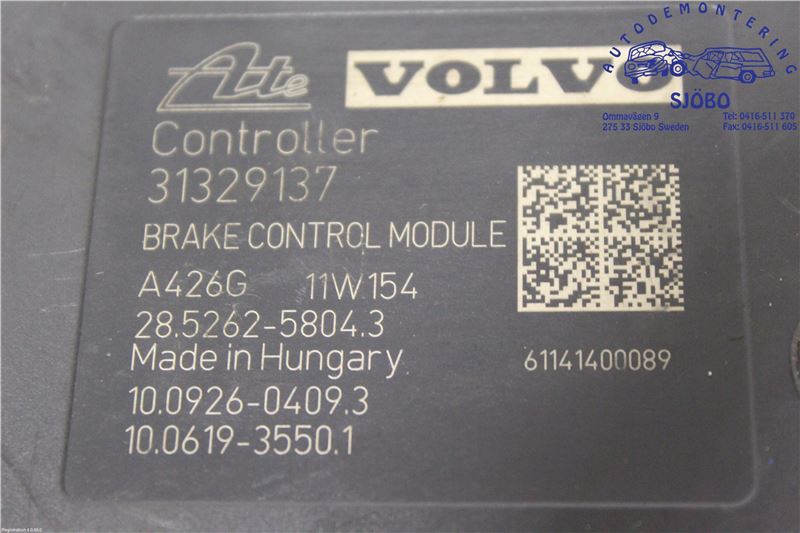 Ate VOLVO
AUTODEMONTERING
SJÖBO
Ommavägen 9
275 33 Sjöbo Sweden
Tel: 0416-511 370
Fax: 0416-511 605
Controller
31329137
BRAKE CONTROL MODULE
A426G 11W154
28.5262-5804.3
Made in Hungary
61141400089
10.0926-0409.3
10.0619-3550.1